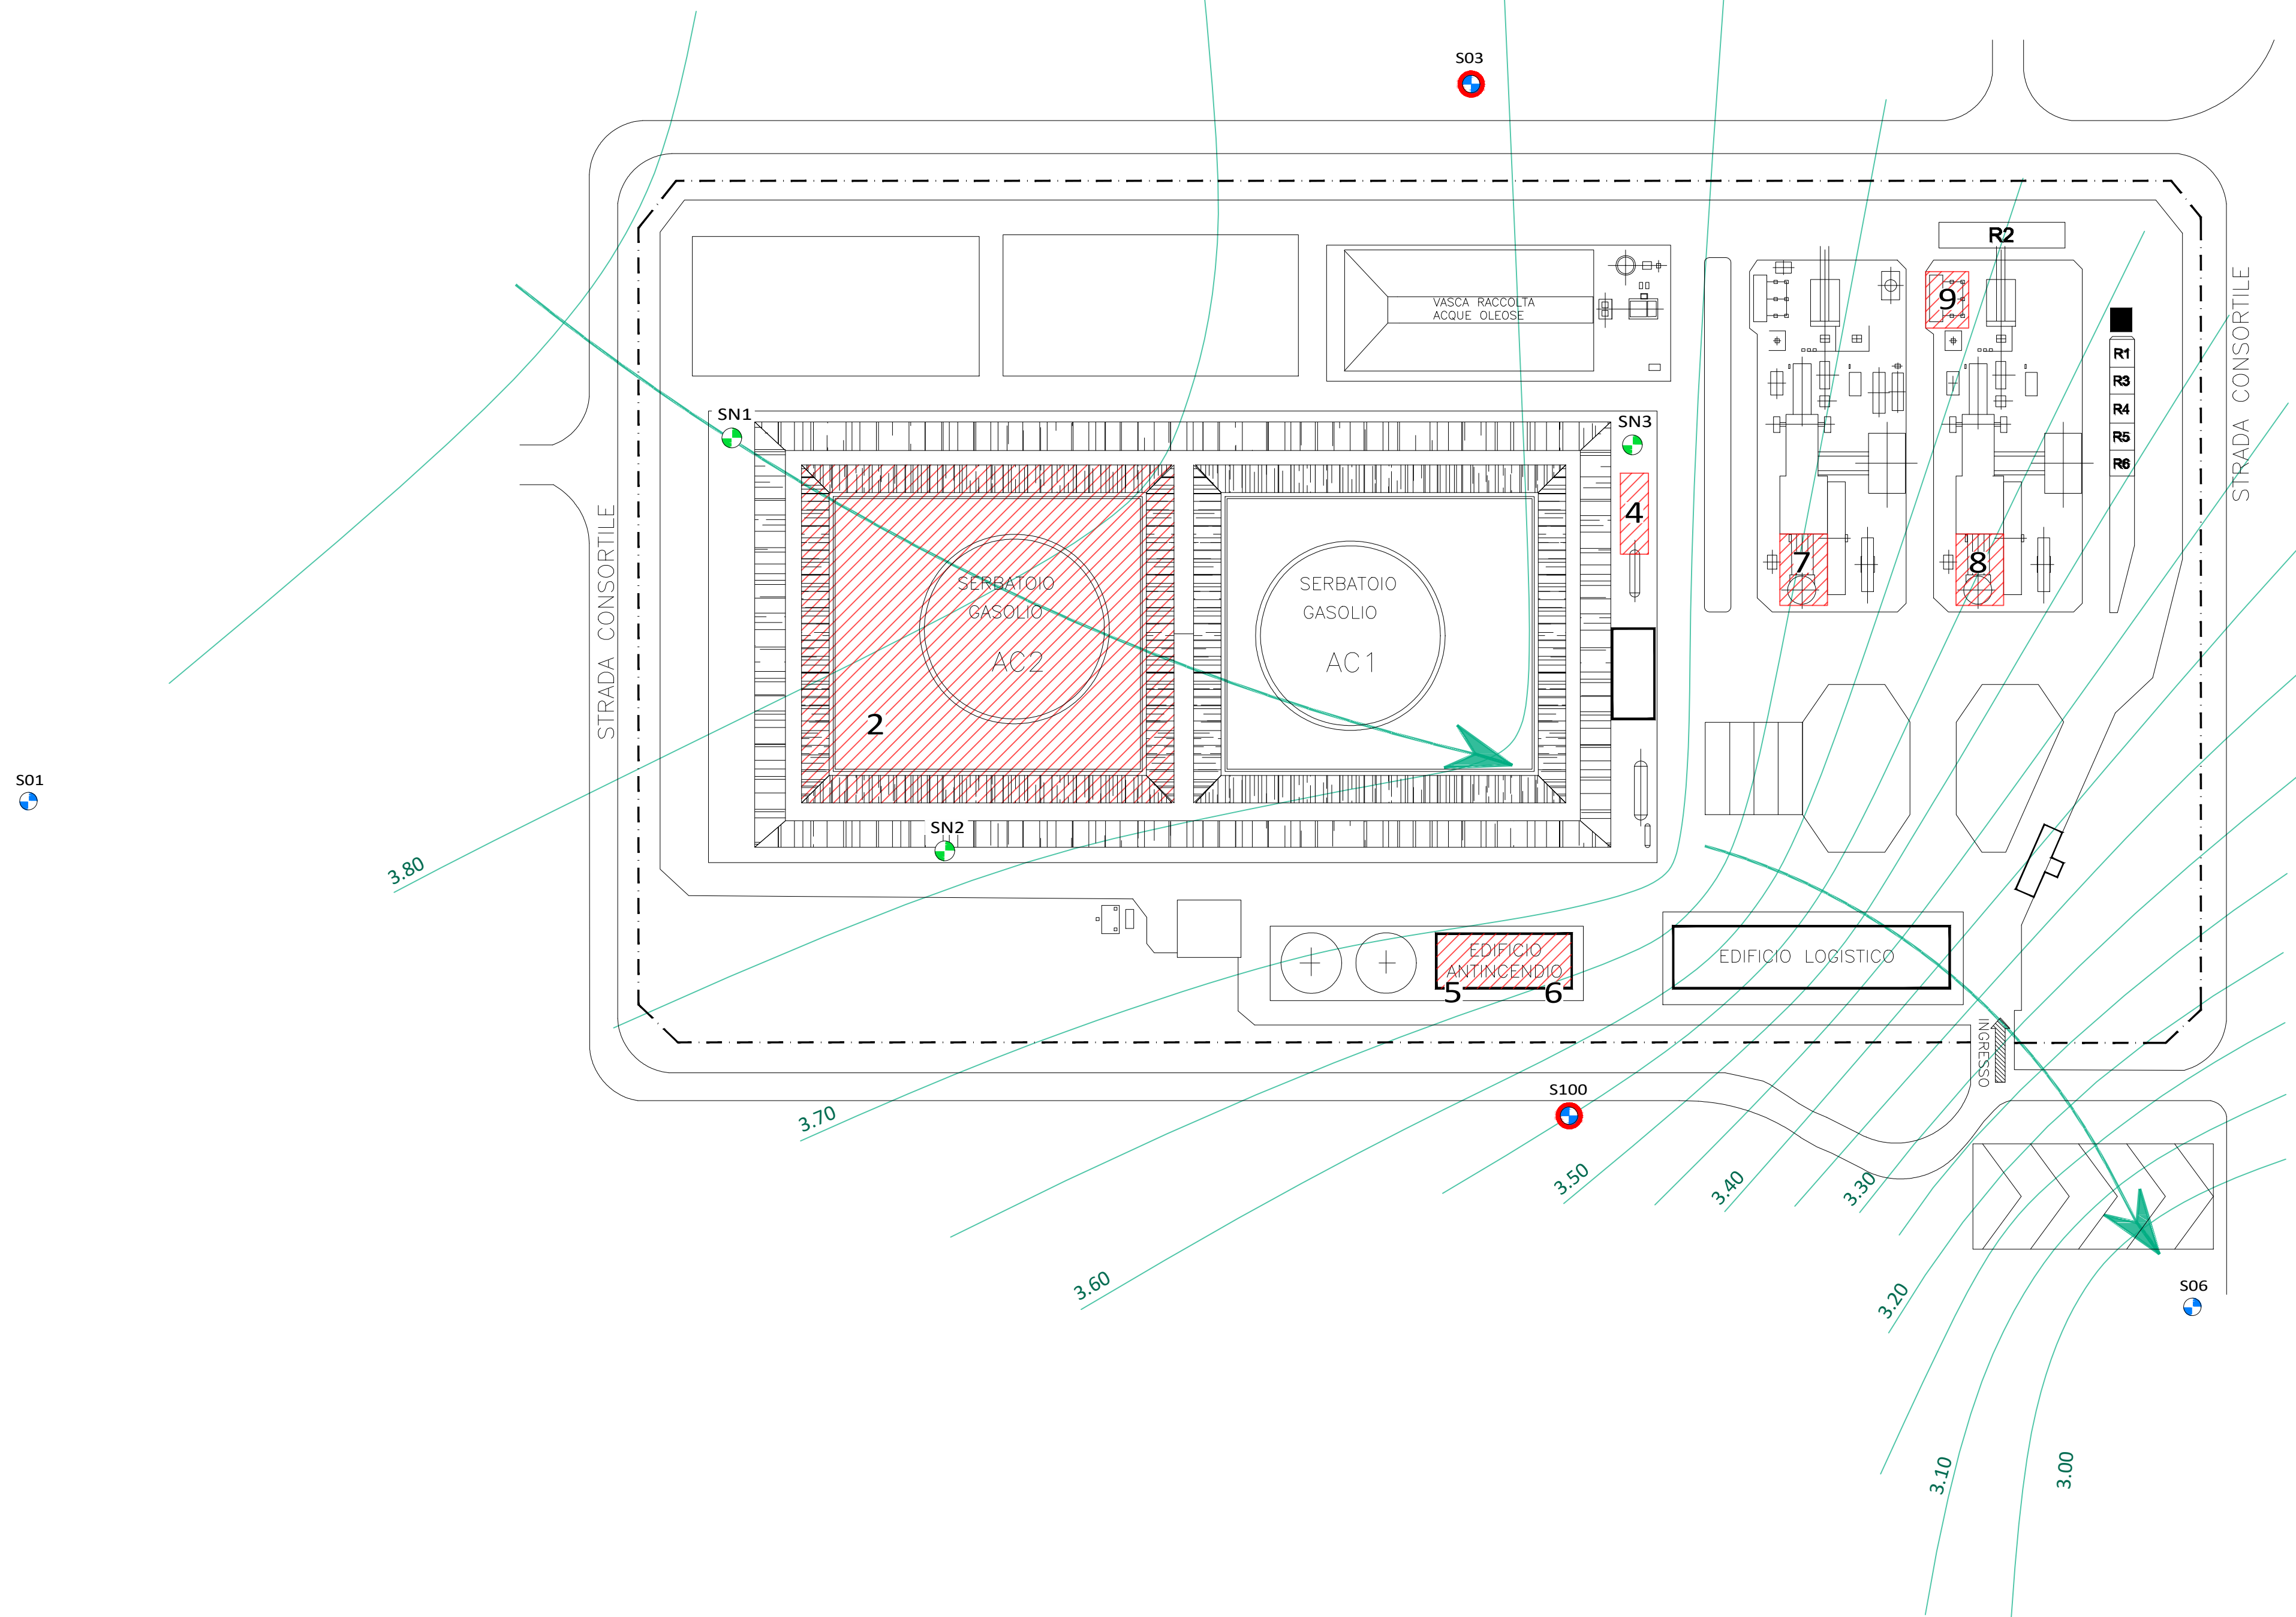 S03
R2
VASCA RACCOLTA
ACQUE OLEOSE
9
STRADA CONSORTILE
R1
R3
R4
R5
R6
SN1
SN3
4
7
8
SERBATOIO
GASOLIO
AC2
SERBATOIO
GASOLIO
AC1
2
STRADA CONSORTILE
S01
SN2
3.80
EDIFICIO
ANTINCENDIO
5
6
EDIFICIO LOGISTICO
INGRESSO
S100
3.70
3.60
3.50
3.40
3.30
3.20
S06
3.10
3.00